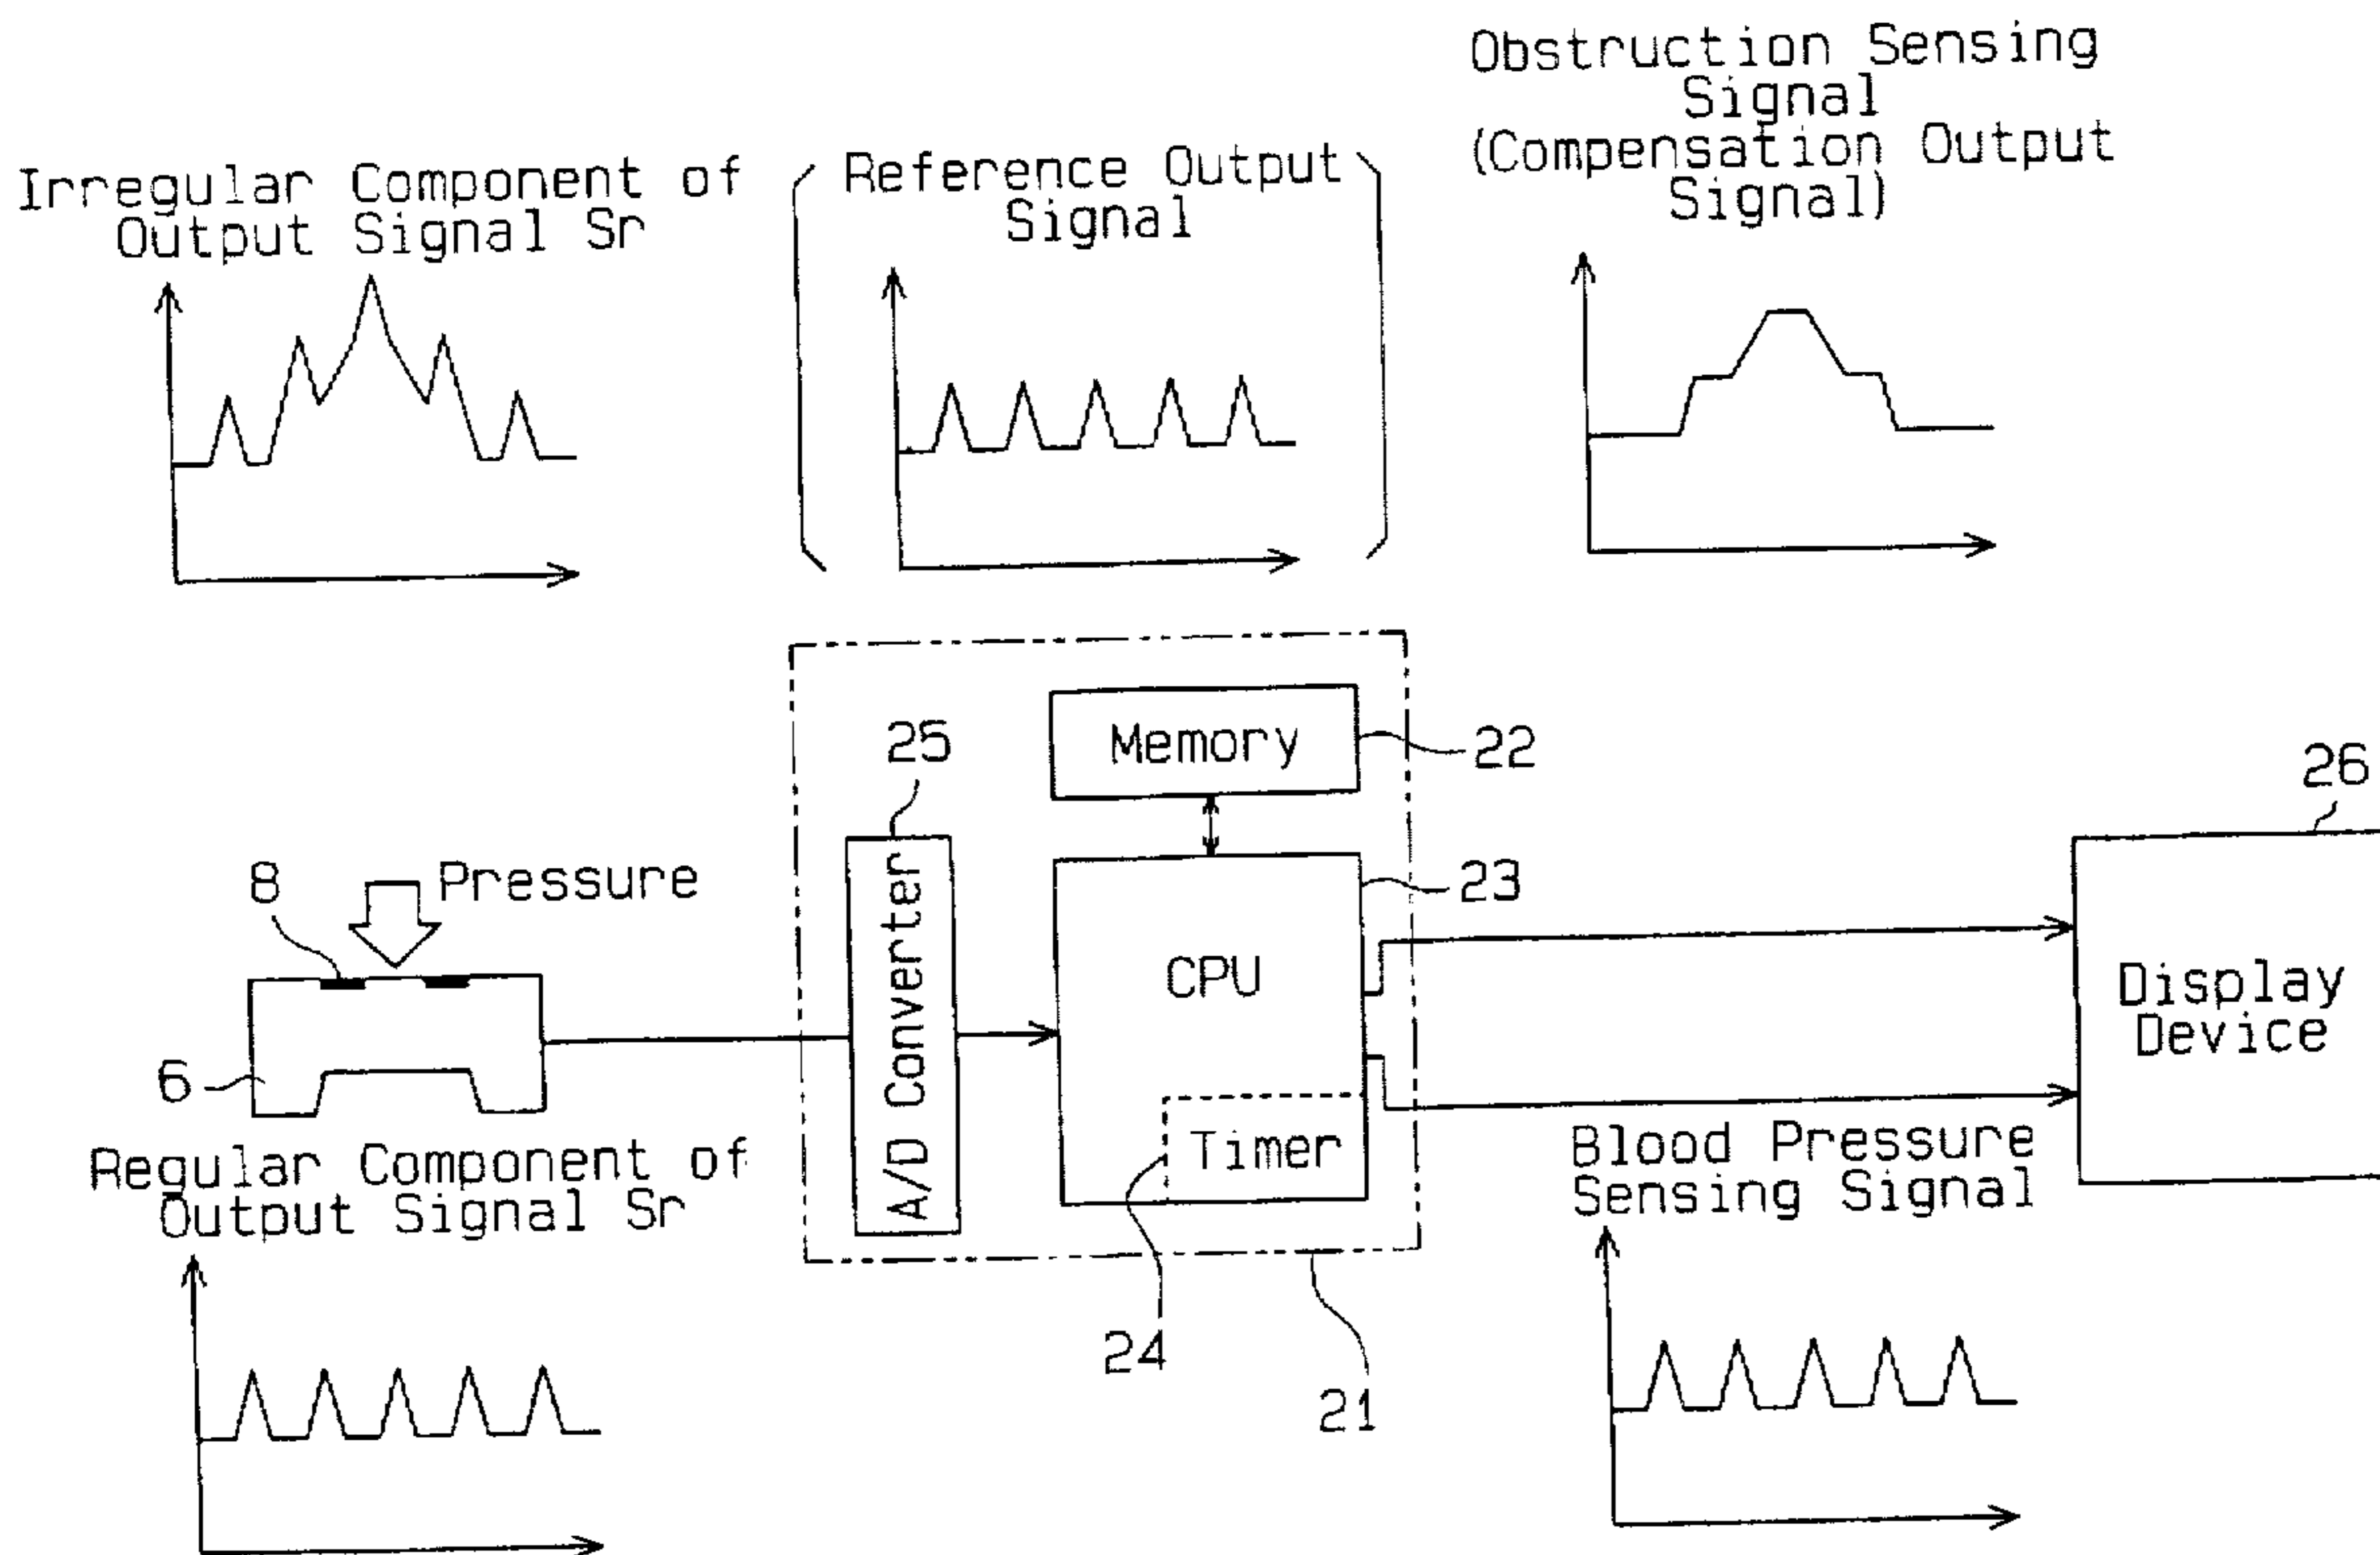 Obstruction Sensing
Signal
(Compensation Output
Signal)
Irregular Component of
Output Signal Sr
Reference Output
Signal
25
Memory
22
26
8
Pressure
A/D Converter
23
CPU
Display
Device
6
Timer
Regular Component of
Output Signal Sr
Blood Pressure
Sensing Signal
24
21